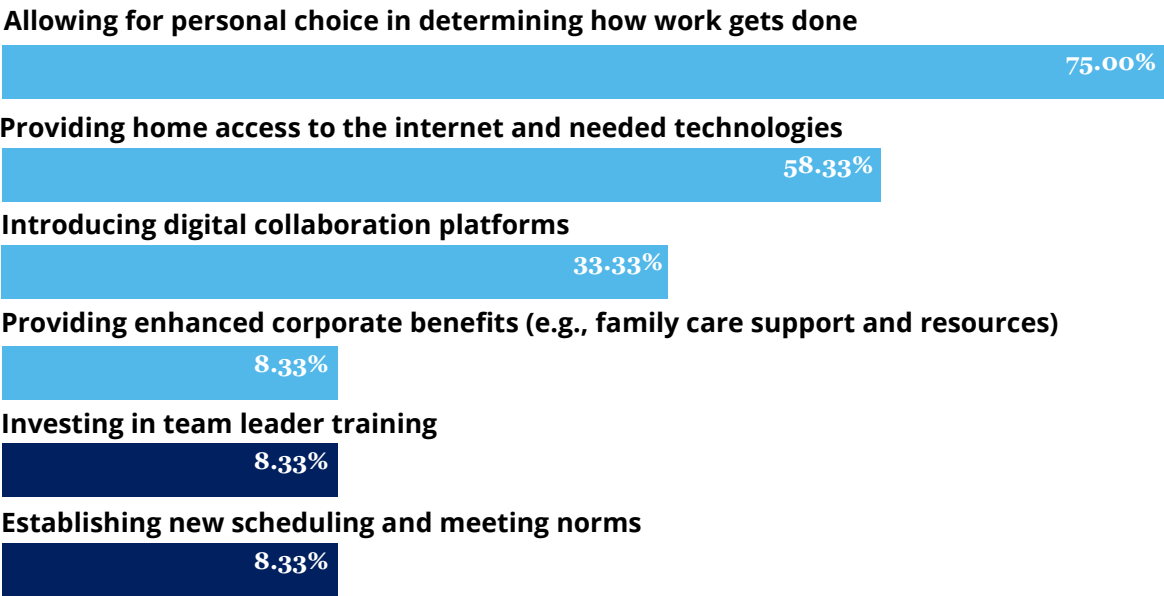 Allowing for personal choice in determining how work gets done
75.00%
Providing home access to the internet and needed technologies
58.33%
Introducing digital collaboration platforms
33.33%
Providing enhanced corporate benefits (e.g., family care support and resources)
8.33%
Investing in team leader training
8.33%
Establishing new scheduling and meeting norms
8.33%